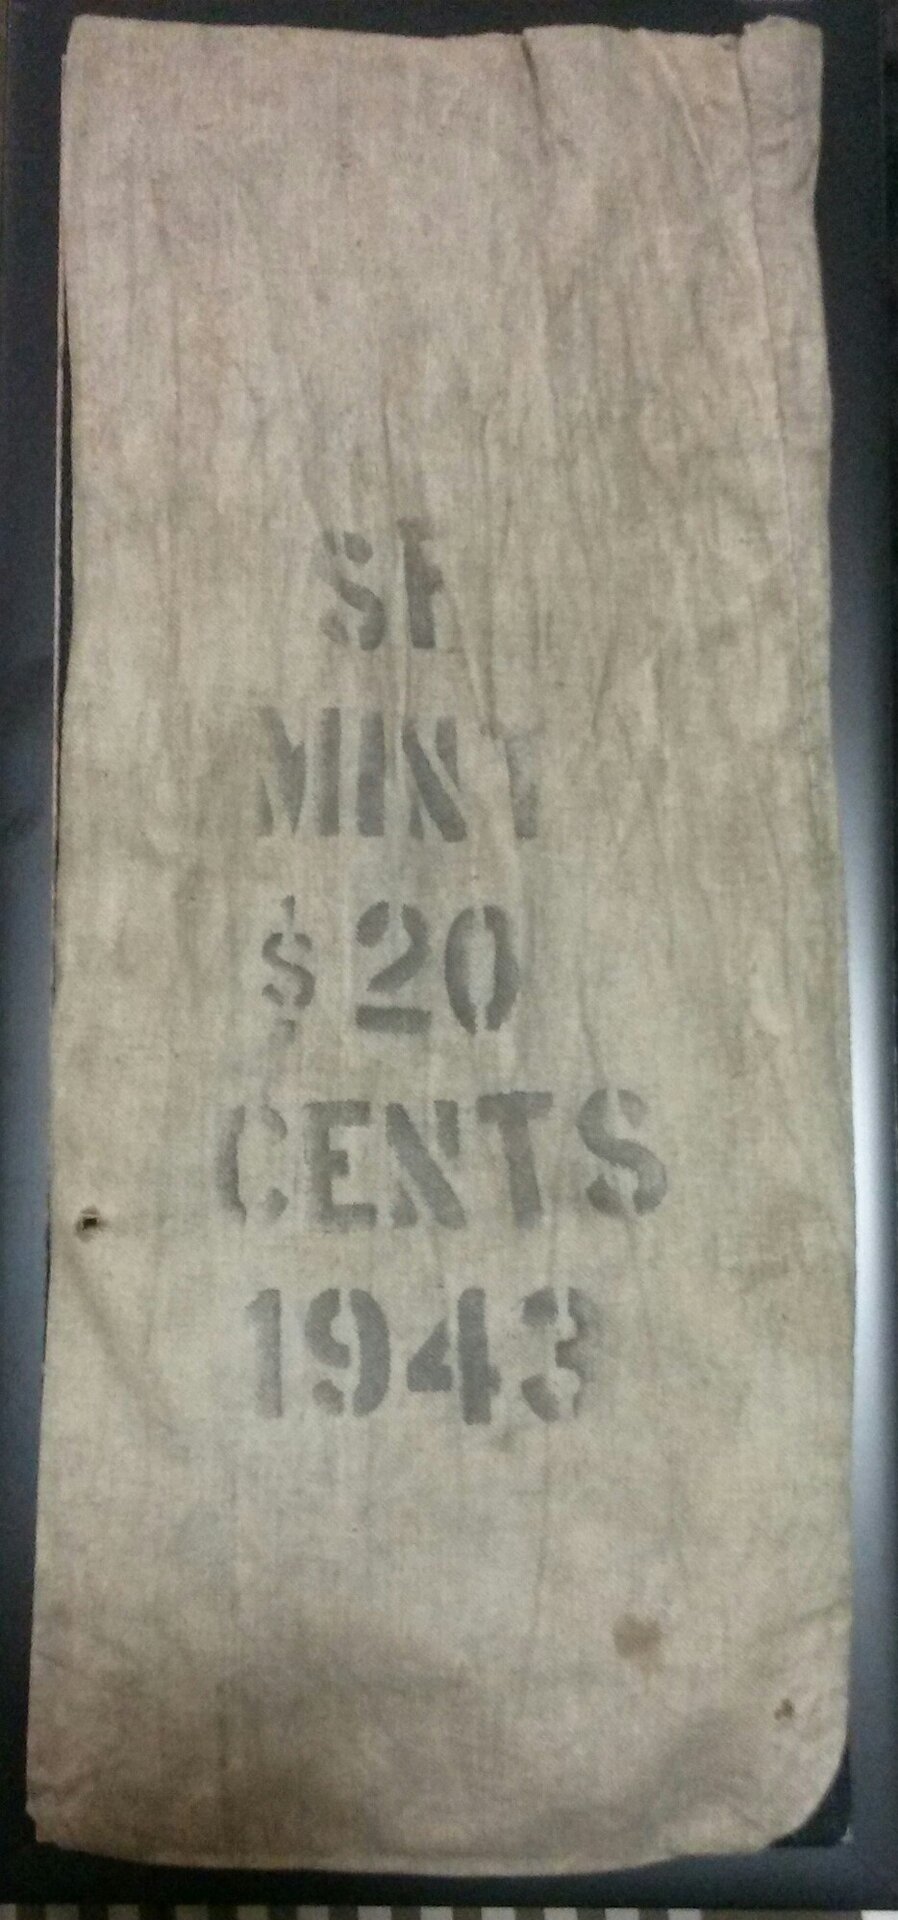 SF
MINT
$20
CENTS
1943